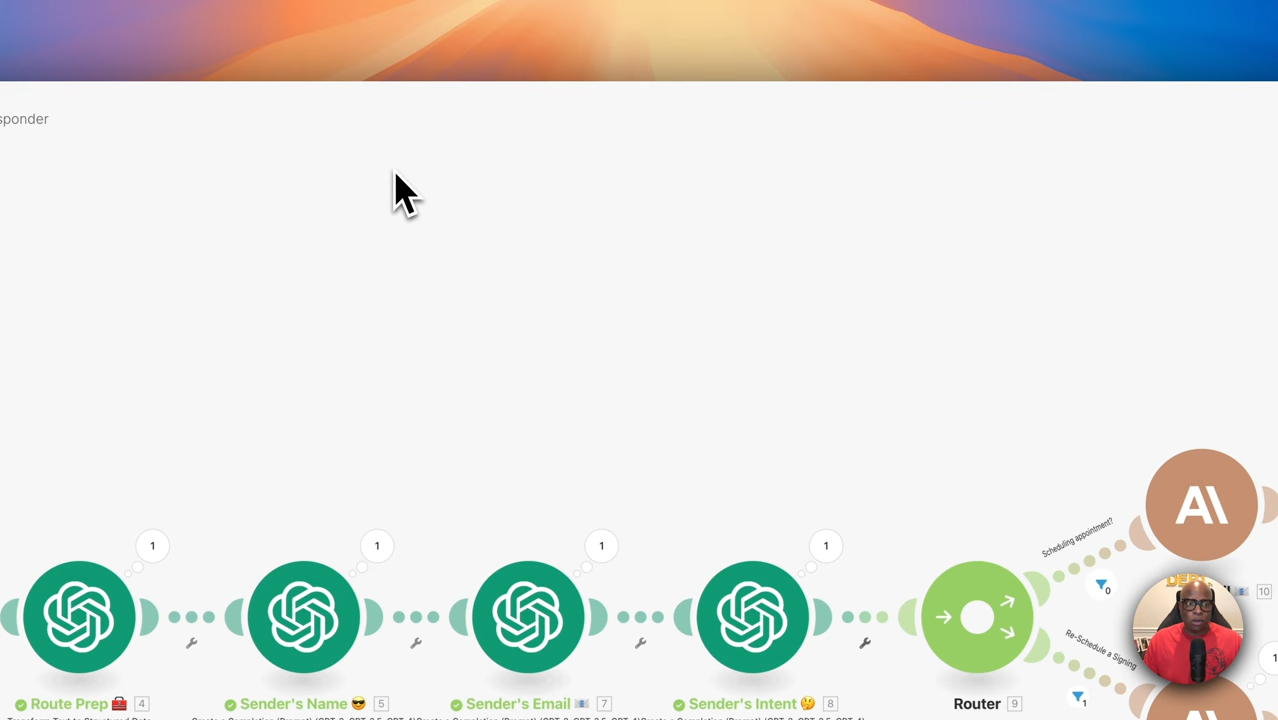 sponder
Scheduling appointment?
1
1
1
1
0
10
Re-Schedule a Signing
1
1
Route Prep 🧰 4
Sender's Name 😎 5
Sender's Email 📧 7
Sender's Intent 🤔 8
Router 9